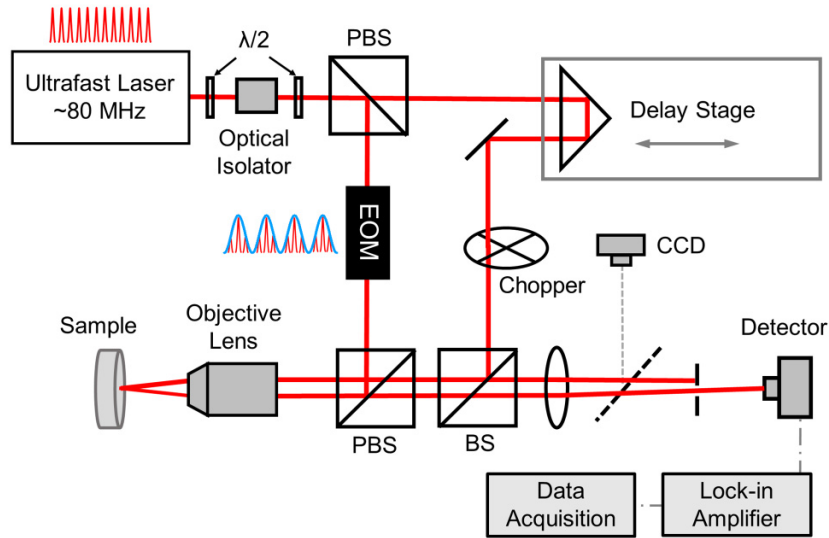 λ/2
PBS
Ultrafast Laser
~80 MHz
Optical
Isolator
Delay Stage
EOM
CCD
Chopper
Sample
Objective
Lens
Detector
PBS
BS
Data
Acquisition
Lock-in
Amplifier